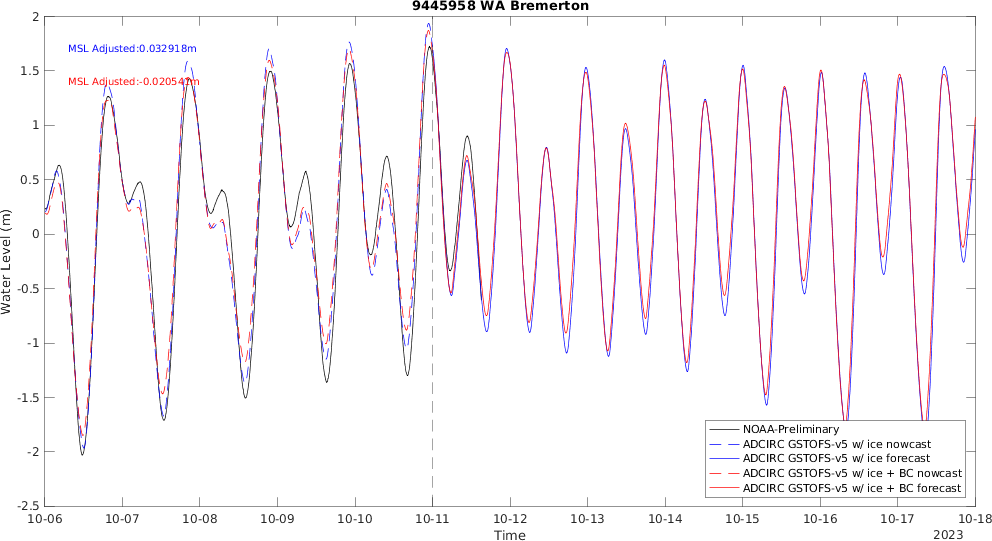 9445958 WA Bremerton
MSL Adjusted:0.032918m
MSL Adjusted:-0.020541m
Water Level (m)
2
1.5
1
0.5
0
-0.5
-1
-1.5
-2
-2.5
NOAA-Preliminary
ADCIRC GSTOFS-v5 w/ ice nowcast
ADCIRC GSTOFS-v5 w/ ice forecast
ADCIRC GSTOFS-v5 w/ ice + BC nowcast
ADCIRC GSTOFS-v5 w/ ice + BC forecast
10-06 10-07 10-08 10-09 10-10 10-11 10-12 10-13 10-14 10-15 10-16 10-17 10-18
Time
2023